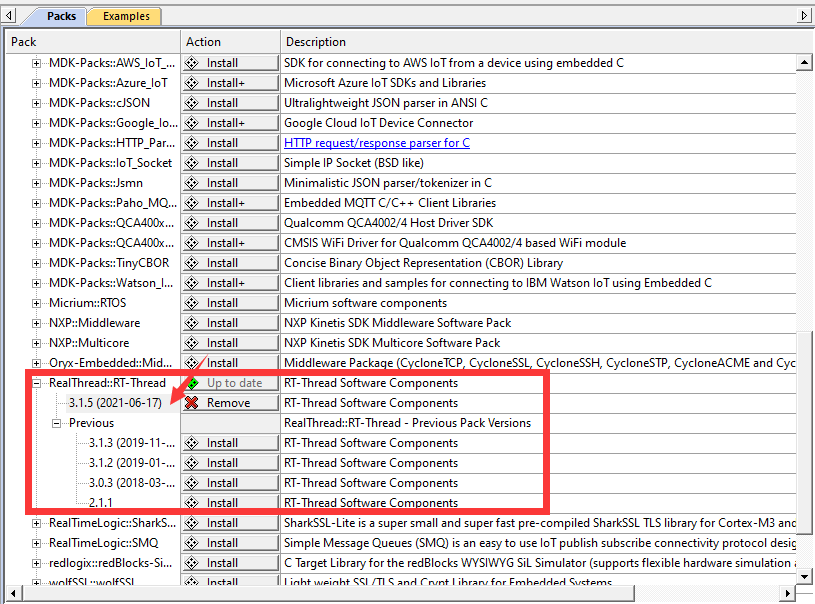 Packs Examples
Pack Action Description
MDK-Packs::AWS_IoT_... Install SDK for connecting to AWS IoT from a device using embedded C
MDK-Packs::Azure_IoT Install+ Microsoft Azure IoT SDKs and Libraries
MDK-Packs::cJSON Install Ultralightweight JSON parser in ANSI C
MDK-Packs::Google_Io... Install+ Google Cloud IoT Device Connector
MDK-Packs::HTTP_Par... Install HTTP request/response parser for C
MDK-Packs::IoT_Socket Install Simple IP Socket (BSD like)
MDK-Packs::Jsmn Install Minimalistic JSON parser/tokenizer in C
MDK-Packs::Paho_MQ... Install+ Embedded MQTT C/C++ Client Libraries
MDK-Packs::QCA400x... Install Qualcomm QCA4002/4 Host Driver SDK
MDK-Packs::QCA400x... Install+ CMSIS WiFi Driver for Qualcomm QCA4002/4 based WiFi module
MDK-Packs::TinyCBOR Install Concise Binary Object Representation (CBOR) Library
MDK-Packs::Watson_I... Install+ Client libraries and samples for connecting to IBM Watson IoT using Embedded C
Micrium::RTOS Install Micrium software components
NXP::Middleware Install NXP Kinetis SDK Middleware Software Pack
NXP::Multicore Install NXP Kinetis SDK Multicore Software Pack
Oryx-Embedded::Mid... Install Middleware Package (CycloneTCP, CycloneSSL, CycloneSSH, CycloneSTP, CycloneACME and Cyc
RealThread::RT-Thread Up to date RT-Thread Software Components
3.1.5 (2021-06-17) Remove RT-Thread Software Components
Previous RealThread::RT-Thread - Previous Pack Versions
3.1.3 (2019-11-... Install RT-Thread Software Components
3.1.2 (2019-01-... Install RT-Thread Software Components
3.0.3 (2018-03-... Install RT-Thread Software Components
2.1.1 Install RT-Thread Software Components
RealTimeLogic::SharkS... Install SharkSSL-Lite is a super small and super fast pre-compiled SharkSSL TLS library for Cortex-M3 and
RealTimeLogic::SMQ Install Simple Message Queues (SMQ) is an easy to use IoT publish subscribe connectivity protocol desig
redlogix::redBlocks-Si... Install C Target Library for the redBlocks WYSIWYG SiL Simulator (supports flexible hardware simulation a
wolfSSL::wolfSSL Install Light weight SSL/TLS and Crypt Library for Embedded Systems